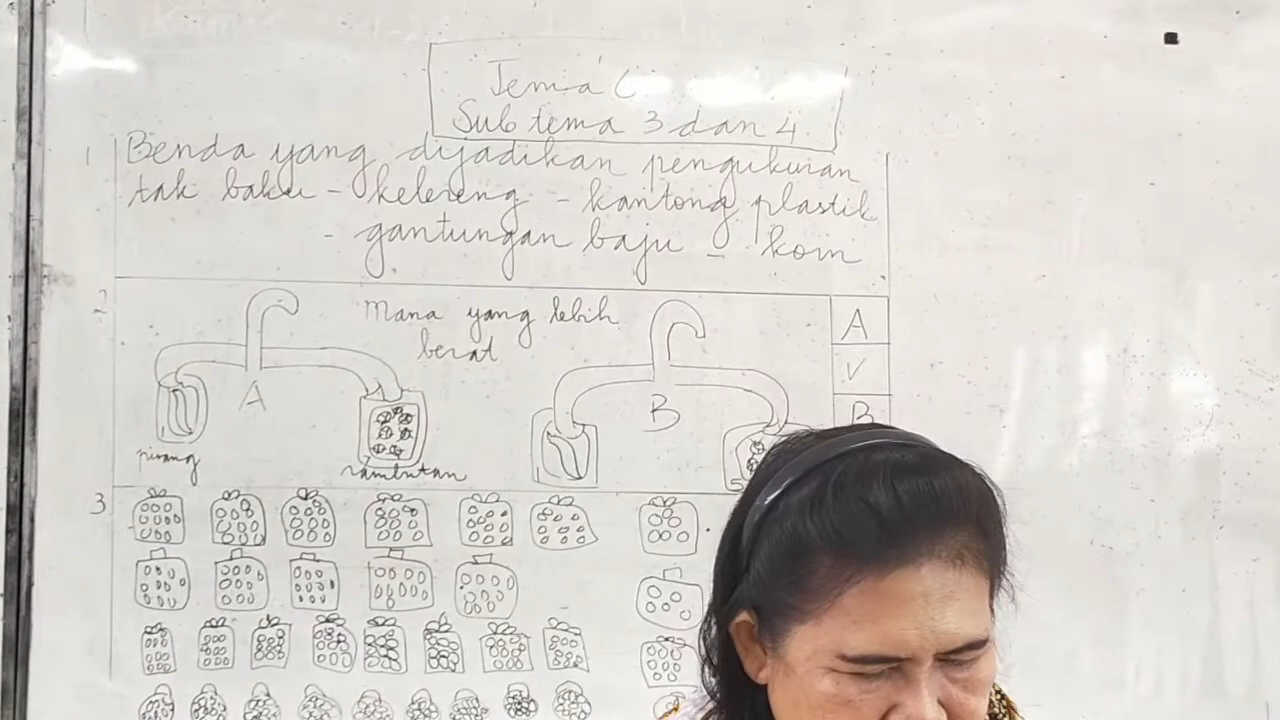 Tema 6
Sub tema 3 dan 4
1 Benda yang dijadikan pengukuran
tak baku - kelereng - kantong plastik
- gantungan baju - koin
2 Mana yang lebih
berat
A
B
pisang
rambutan
A
✓
B
3